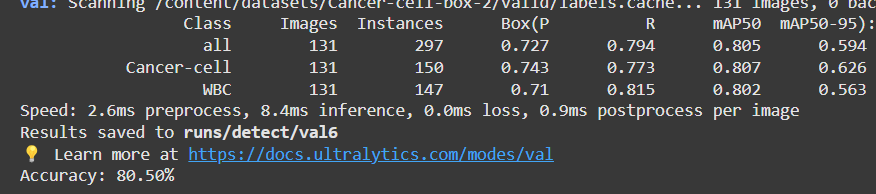 val: Scanning /content/datasets/Cancer-cell-box-2/valid/labels.cache... 131 images, 0 bac
Class Images Instances Box(P R mAP50 mAP50-95):
all 131 297 0.727 0.794 0.805 0.594
Cancer-cell 131 150 0.743 0.773 0.807 0.626
WBC 131 147 0.71 0.815 0.802 0.563
Speed: 2.6ms preprocess, 8.4ms inference, 0.0ms loss, 0.9ms postprocess per image
Results saved to runs/detect/val6
💡 Learn more at https://docs.ultralytics.com/modes/val
Accuracy: 80.50%